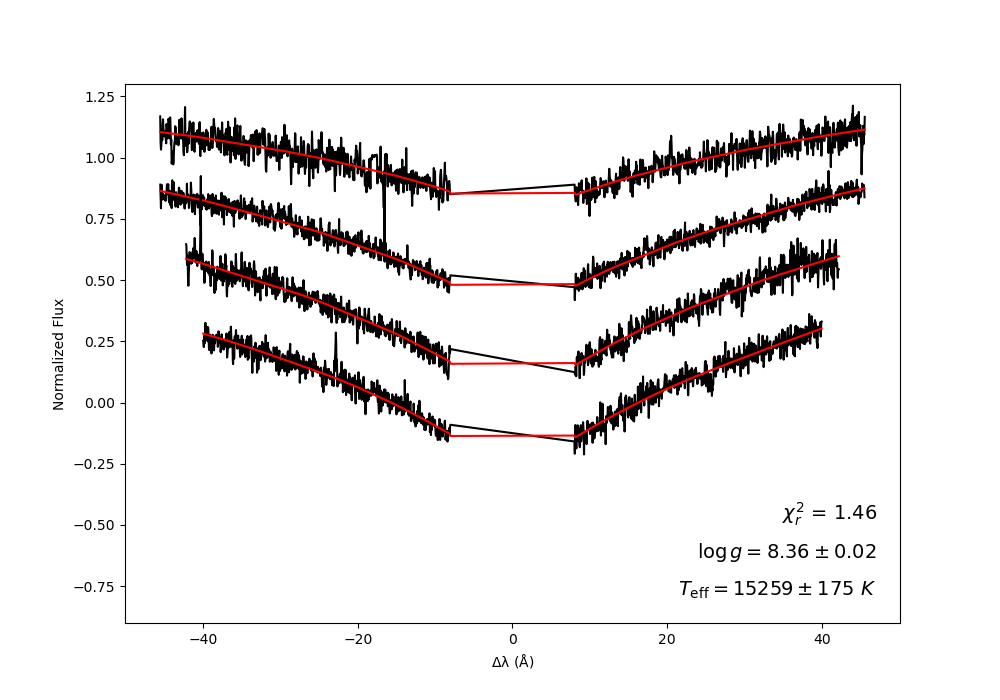 1.25
1.00
0.75
0.50
0.25
0.00
−0.25
−0.50
−0.75
Normalized Flux
χ²ᵣ = 1.46
log g = 8.36 ± 0.02
T_eff = 15259 ± 175 K
−40 −20 0 20 40
Δλ (Å)